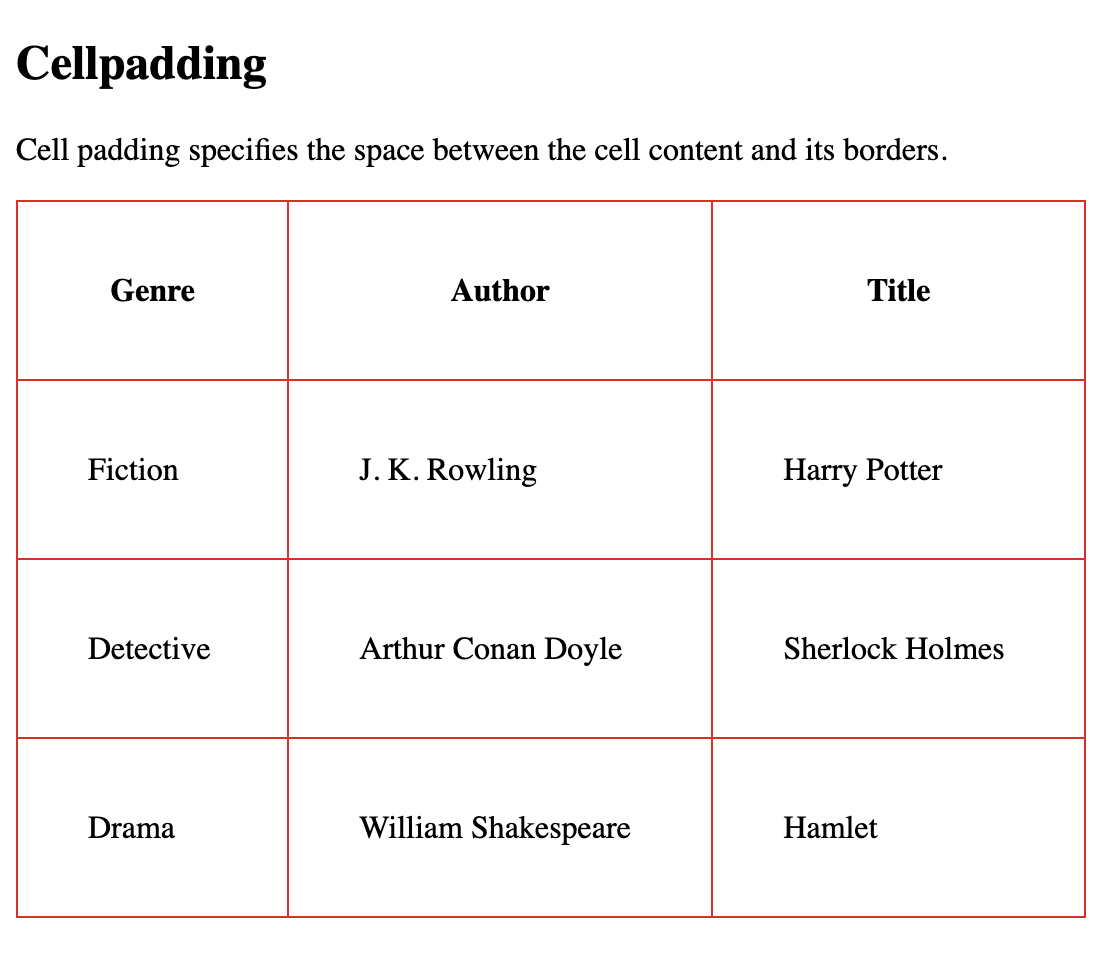 Cellpadding
Cell padding specifies the space between the cell content and its borders.
Genre Author Title
Fiction J. K. Rowling Harry Potter
Detective Arthur Conan Doyle Sherlock Holmes
Drama William Shakespeare Hamlet